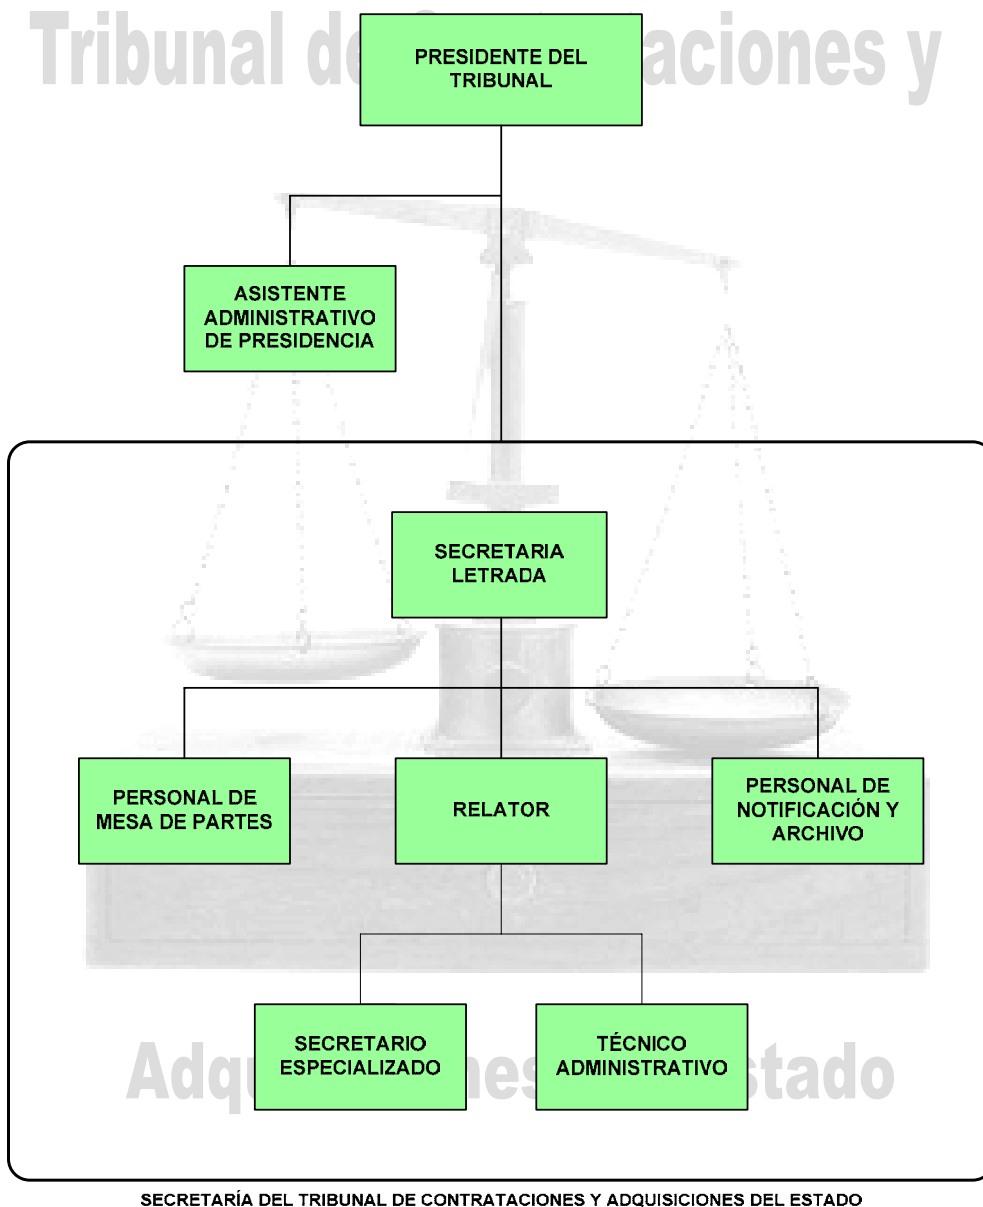 Tribunal de aciones y
PRESIDENTE DEL
TRIBUNAL
ASISTENTE
ADMINISTRATIVO
DE PRESIDENCIA
SECRETARIA
LETRADA
PERSONAL DE
MESA DE PARTES
RELATOR
PERSONAL DE
NOTIFICACIÓN Y
ARCHIVO
SECRETARIO
ESPECIALIZADO
TÉCNICO
ADMINISTRATIVO
Adqu nes stado
SECRETARÍA DEL TRIBUNAL DE CONTRATACIONES Y ADQUISICIONES DEL ESTADO